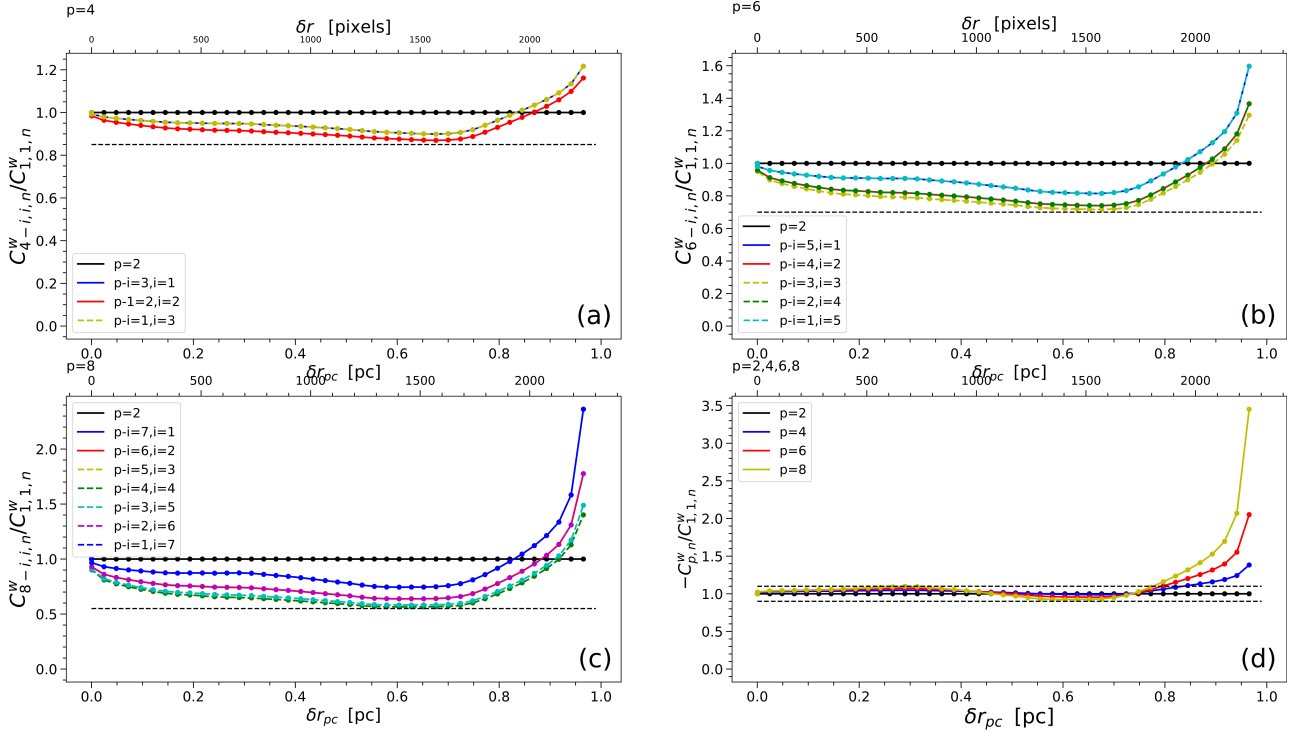 p=4
δr [pixels]
0 500 1000 1500 2000
1.2
1.0
0.8
0.6
0.4
0.2
0.0
C^w_{4−i,i,n}/C^w_{1,1,n}
p=2
p-i=3,i=1
p-1=2,i=2
p-i=1,i=3
(a)
0.0 0.2 0.4 0.6 0.8 1.0
δr_{pc} [pc]
p=6
δr [pixels]
0 500 1000 1500 2000
1.6
1.4
1.2
1.0
0.8
0.6
0.4
0.2
0.0
C^w_{6−i,i,n}/C^w_{1,1,n}
p=2
p-i=5,i=1
p-i=4,i=2
p-i=3,i=3
p-i=2,i=4
p-i=1,i=5
(b)
0.0 0.2 0.4 0.6 0.8 1.0
δr_{pc} [pc]
p=8
0 500 1000 1500 2000
2.0
1.5
1.0
0.5
0.0
C^w_{8−i,i,n}/C^w_{1,1,n}
p=2
p-i=7,i=1
p-i=6,i=2
p-i=5,i=3
p-i=4,i=4
p-i=3,i=5
p-i=2,i=6
p-i=1,i=7
(c)
0.0 0.2 0.4 0.6 0.8 1.0
δr_{pc} [pc]
p=2,4,6,8
0 500 1000 1500 2000
3.5
3.0
2.5
2.0
1.5
1.0
0.5
0.0
−C^w_{p,n}/C^w_{1,1,n}
p=2
p=4
p=6
p=8
(d)
0.0 0.2 0.4 0.6 0.8 1.0
δr_{pc} [pc]